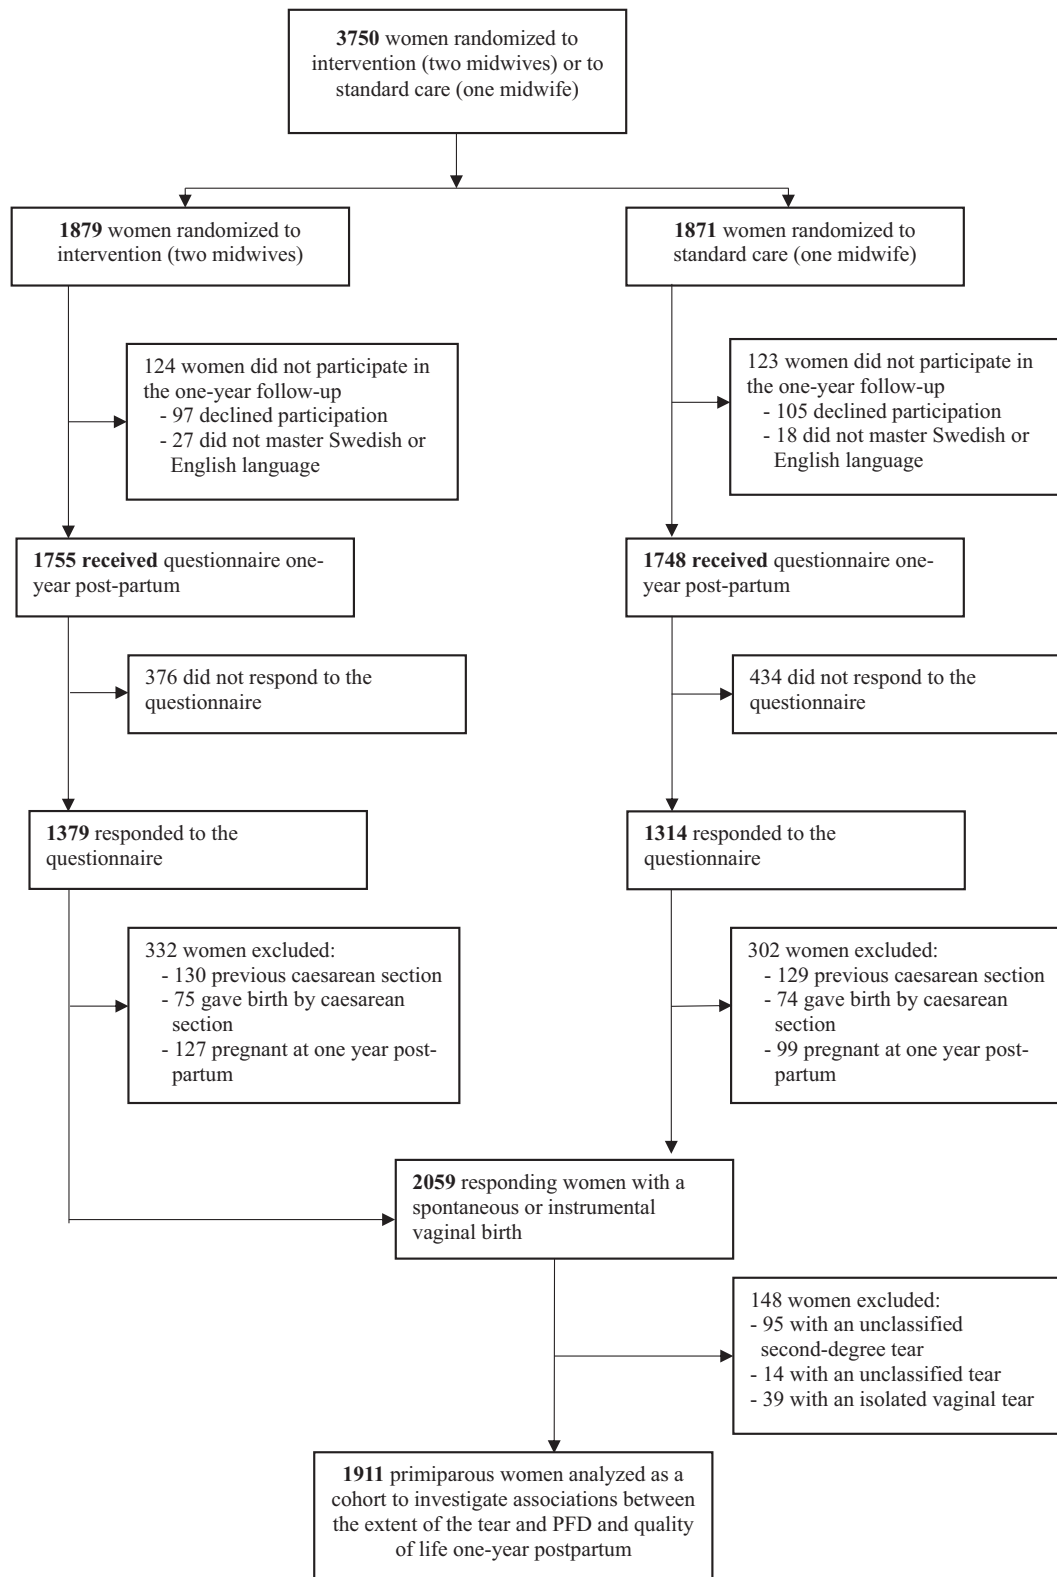 3750 women randomized to
intervention (two midwives) or to
standard care (one midwife)
1879 women randomized to
intervention (two midwives)
1871 women randomized to
standard care (one midwife)
124 women did not participate in
the one-year follow-up
- 97 declined participation
- 27 did not master Swedish or
English language
123 women did not participate in
the one-year follow-up
- 105 declined participation
- 18 did not master Swedish or
English language
1755 received questionnaire one-
year post-partum
1748 received questionnaire one-
year post-partum
376 did not respond to the
questionnaire
434 did not respond to the
questionnaire
1379 responded to the
questionnaire
1314 responded to the
questionnaire
332 women excluded:
- 130 previous caesarean section
- 75 gave birth by caesarean
section
- 127 pregnant at one year post-
partum
302 women excluded:
- 129 previous caesarean section
- 74 gave birth by caesarean
section
- 99 pregnant at one year post-
partum
2059 responding women with a
spontaneous or instrumental
vaginal birth
148 women excluded:
- 95 with an unclassified
second-degree tear
- 14 with an unclassified tear
- 39 with an isolated vaginal tear
1911 primiparous women analyzed as a
cohort to investigate associations between
the extent of the tear and PFD and quality
of life one-year postpartum